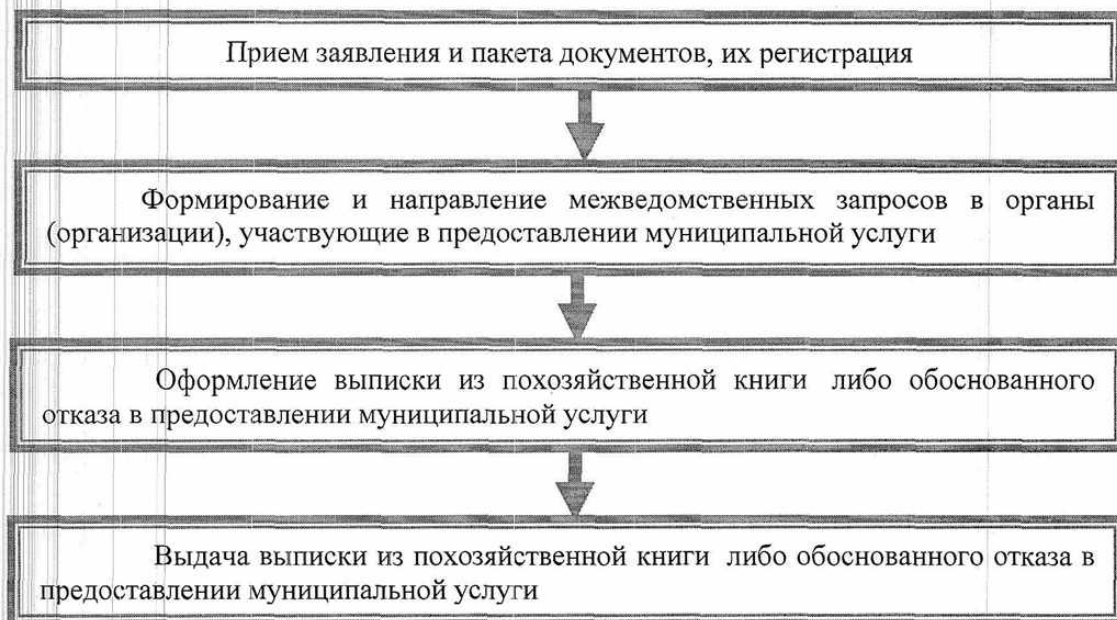 Прием заявления и пакета документов, их регистрация
Формирование и направление межведомственных запросов в органы
(организации), участвующие в предоставлении муниципальной услуги
Оформление выписки из похозяйственной книги либо обоснованного
отказа в предоставлении муниципальной услуги
Выдача выписки из похозяйственной книги либо обоснованного отказа в
предоставлении муниципальной услуги